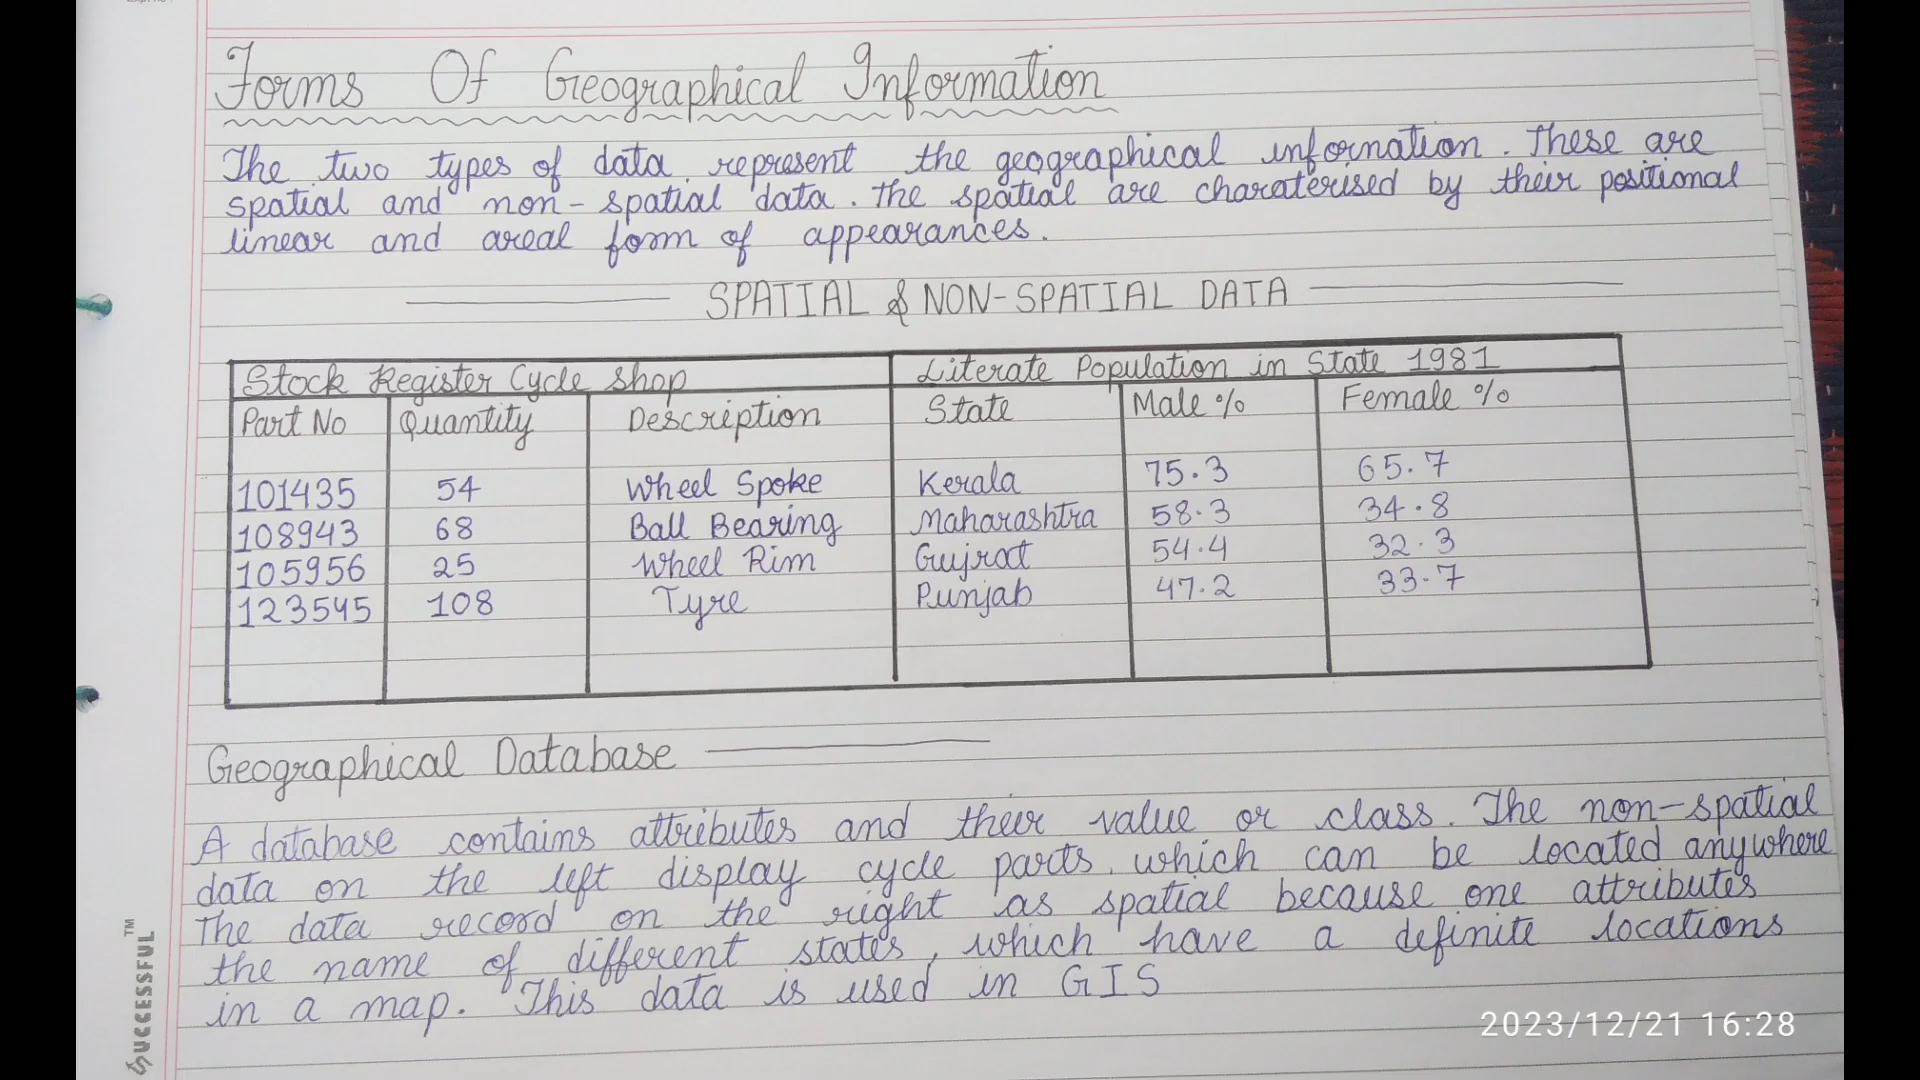 Forms Of Geographical Information
The two types of data represent the geographical information. These are
spatial and non-spatial data. The spatial are charaterised by their positional
linear and areal form of appearances.
SPATIAL & NON-SPATIAL DATA
Stock Register Cycle Shop Literate Population in State 1981
Part No Quantity Description State Male % Female %
101435 54 Wheel Spoke Kerala 75.3 65.7
108943 68 Ball Bearing Maharashtra 58.3 34.8
105956 25 Wheel Rim Gujrat 54.4 32.3
123545 108 Tyre Punjab 47.2 33.7
Geographical Database
A database contains attributes and their value or class. The non-spatial
data on the left display cycle parts, which can be located anywhere
The data record on the right as spatial because one attributes
the name of different states, which have a definite locations
in a map. This data is used in GIS
SUCCESSFUL™
2023/12/21 16:28